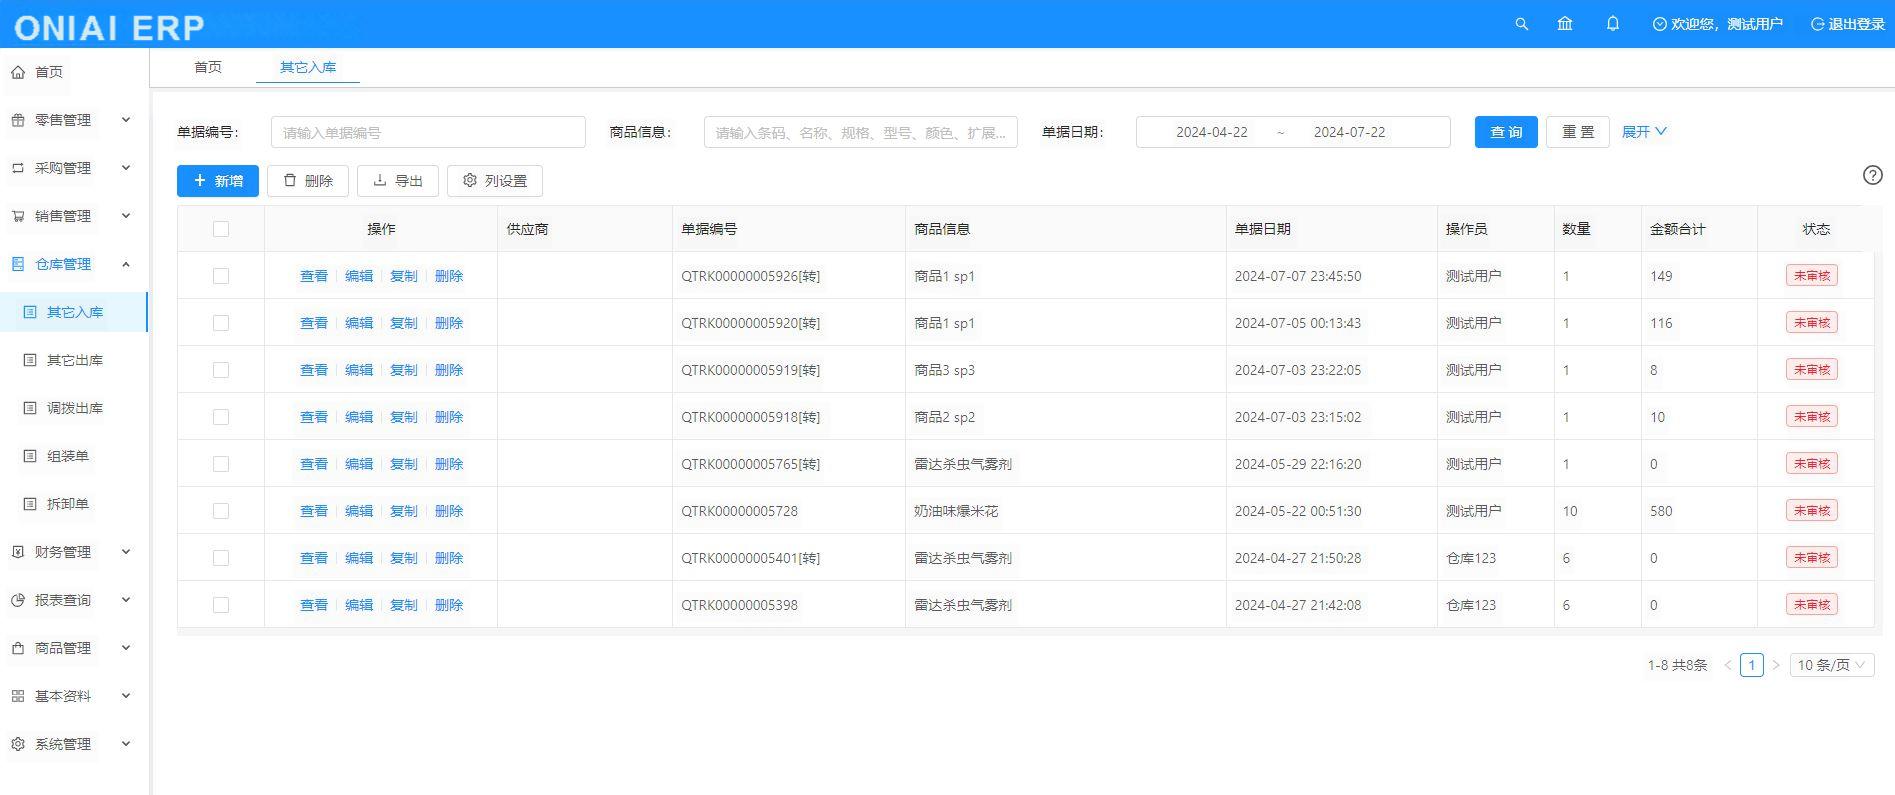 ONIAI ERP
欢迎您，测试用户
退出登录
首页
零售管理
采购管理
销售管理
仓库管理
其它入库
其它出库
调拨出库
组装单
拆卸单
财务管理
报表查询
商品管理
基本资料
系统管理
首页 其它入库
单据编号： 请输入单据编号 商品信息： 请输入条码、名称、规格、型号、颜色、扩展... 单据日期： 2024-04-22 ~ 2024-07-22 查 询 重 置 展开
新增 删除 导出 列设置
操作 供应商 单据编号 商品信息 单据日期 操作员 数量 金额合计 状态
查看 编辑 复制 删除 QTRK00000005926[转] 商品1 sp1 2024-07-07 23:45:50 测试用户 1 149 未审核
查看 编辑 复制 删除 QTRK00000005920[转] 商品1 sp1 2024-07-05 00:13:43 测试用户 1 116 未审核
查看 编辑 复制 删除 QTRK00000005919[转] 商品3 sp3 2024-07-03 23:22:05 测试用户 1 8 未审核
查看 编辑 复制 删除 QTRK00000005918[转] 商品2 sp2 2024-07-03 23:15:02 测试用户 1 10 未审核
查看 编辑 复制 删除 QTRK00000005765[转] 雷达杀虫气雾剂 2024-05-29 22:16:20 测试用户 1 0 未审核
查看 编辑 复制 删除 QTRK00000005728 奶油味爆米花 2024-05-22 00:51:30 测试用户 10 580 未审核
查看 编辑 复制 删除 QTRK00000005401[转] 雷达杀虫气雾剂 2024-04-27 21:50:28 仓库123 6 0 未审核
查看 编辑 复制 删除 QTRK00000005398 雷达杀虫气雾剂 2024-04-27 21:42:08 仓库123 6 0 未审核
1-8 共8条 < 1 > 10 条/页